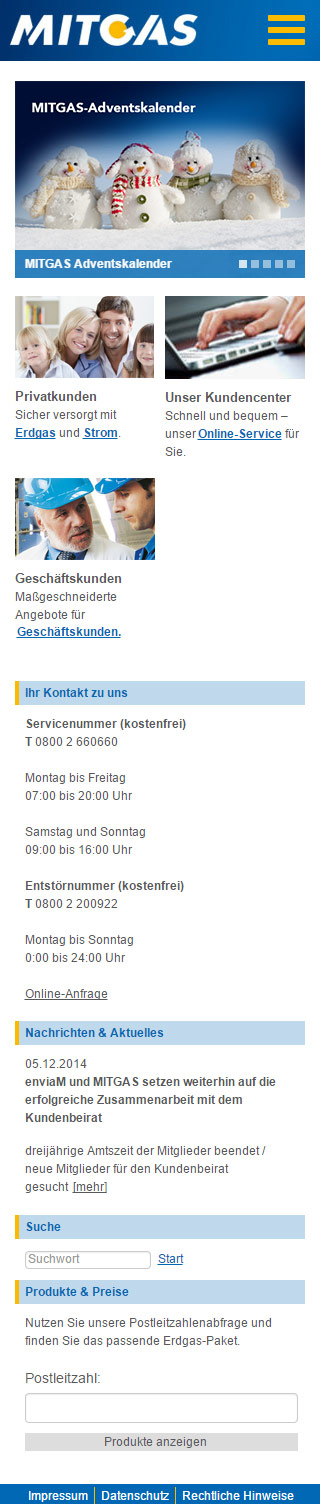 MITGAS
MITGAS-Adventskalender
MITGAS Adventskalender
Privatkunden
Sicher versorgt mit
Erdgas und Strom.
Unser Kundencenter
Schnell und bequem –
unser Online-Service für
Sie.
Geschäftskunden
Maßgeschneiderte
Angebote für
Geschäftskunden.
Ihr Kontakt zu uns
Servicenummer (kostenfrei)
T 0800 2 660660
Montag bis Freitag
07:00 bis 20:00 Uhr
Samstag und Sonntag
09:00 bis 16:00 Uhr
Entstörnummer (kostenfrei)
T 0800 2 200922
Montag bis Sonntag
0:00 bis 24:00 Uhr
Online-Anfrage
Nachrichten & Aktuelles
05.12.2014
enviaM und MITGAS setzen weiterhin auf die
erfolgreiche Zusammenarbeit mit dem
Kundenbeirat
dreijährige Amtszeit der Mitglieder beendet /
neue Mitglieder für den Kundenbeirat
gesucht [mehr]
Suche
Suchwort Start
Produkte & Preise
Nutzen Sie unsere Postleitzahlenabfrage und
finden Sie das passende Erdgas-Paket.
Postleitzahl:
Produkte anzeigen
Impressum Datenschutz Rechtliche Hinweise